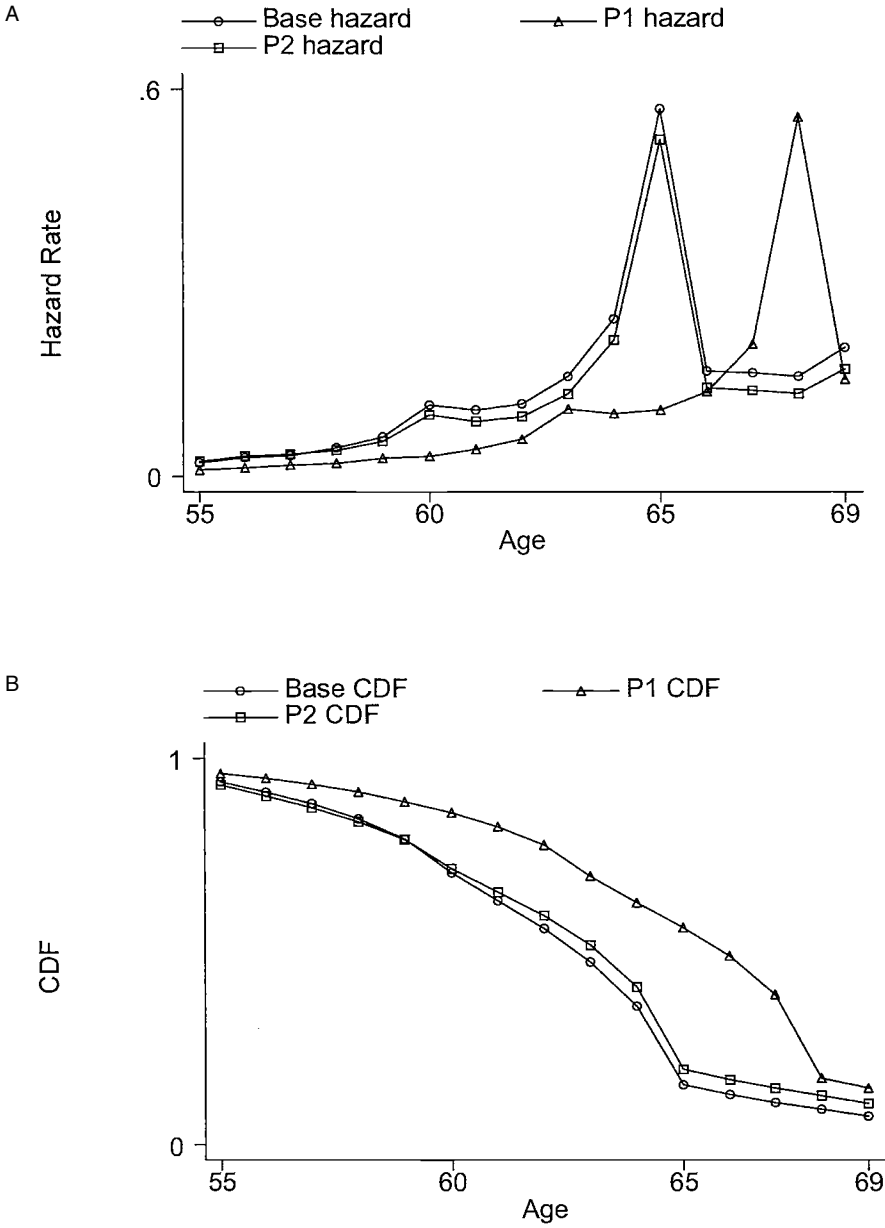 A
Base hazard P1 hazard
P2 hazard
.6
Hazard Rate
0
55 60 65 69
Age
B
Base CDF P1 CDF
P2 CDF
1
CDF
0
55 60 65 69
Age